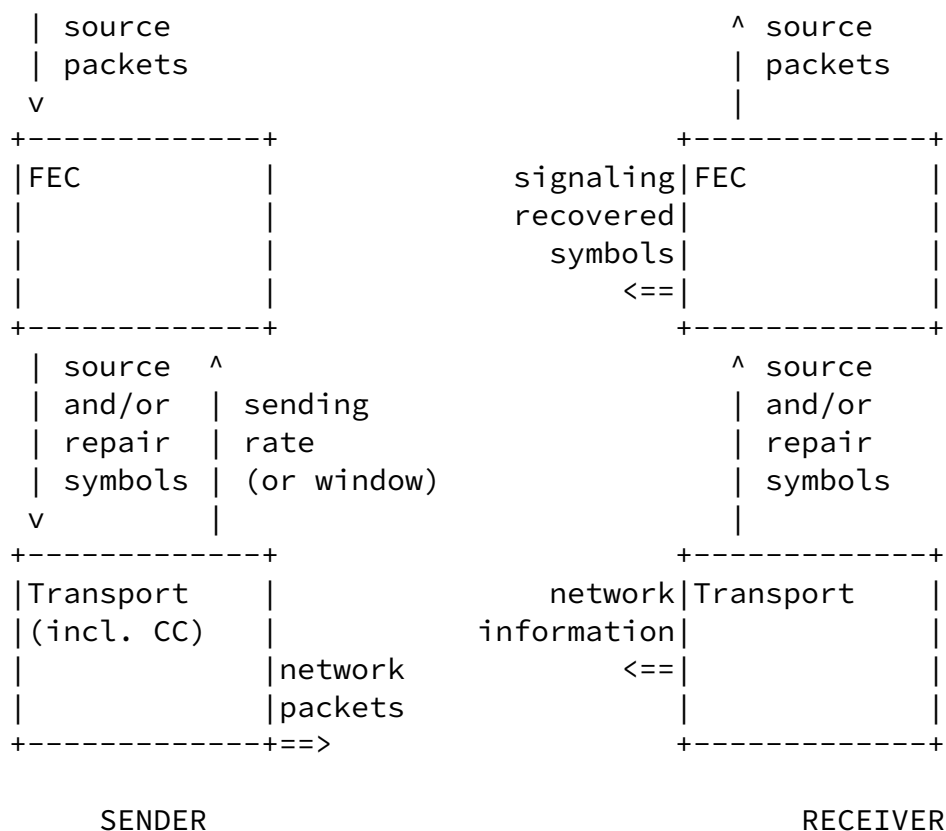 | source                                ^ source
| packets                               | packets
v                                       |
+-------------+                      +-------------+
|FEC          |             signaling|FEC          |
|             |             recovered|             |
|             |               symbols|             |
|             |                   <==|             |
+-------------+                      +-------------+
| source  ^                             ^ source
| and/or  | sending                     | and/or
| repair  | rate                        | repair
| symbols | (or window)                 | symbols
v         |                             |
+-------------+                      +-------------+
|Transport    |               network|Transport    |
|(incl. CC)   |           information|             |
|             |network            <==|             |
|             |packets               |             |
+-------------+==>                   +-------------+
SENDER                                      RECEIVER